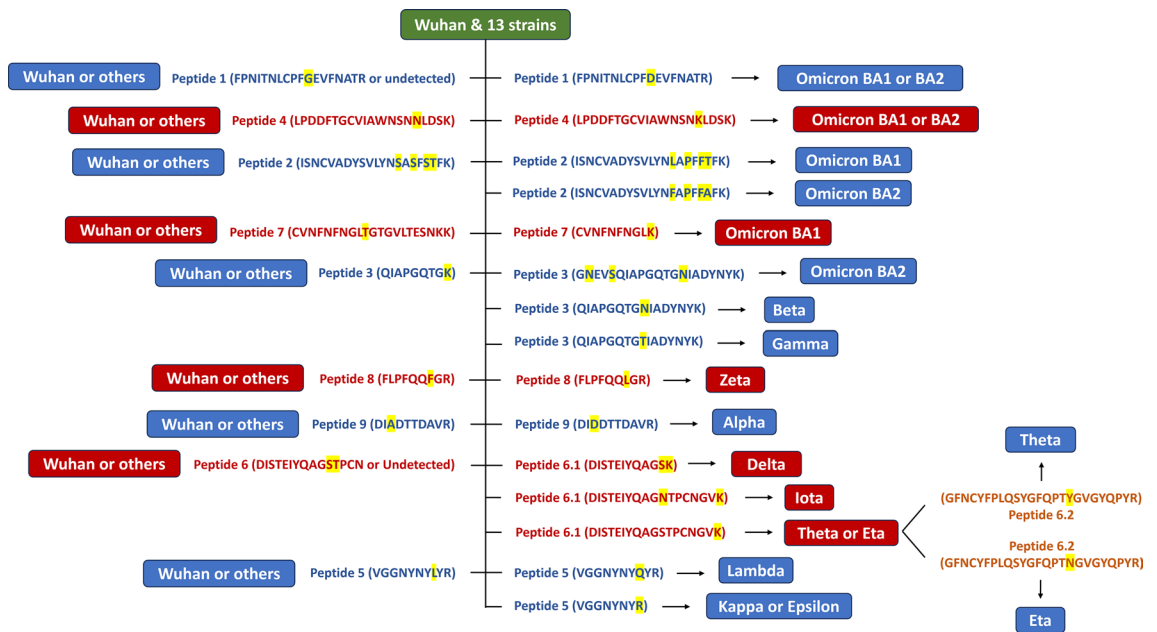 Wuhan & 13 strains
Wuhan or others Peptide 1 (FPNITNLCPFGEVFNATR or undetected) Peptide 1 (FPNITNLCPFDEVFNATR) Omicron BA1 or BA2
Wuhan or others Peptide 4 (LPDDFTGCVIAWNSNNLDSK) Peptide 4 (LPDDFTGCVIAWNSNKLDSK) Omicron BA1 or BA2
Wuhan or others Peptide 2 (ISNCVADYSVLYNSASFSTFK) Peptide 2 (ISNCVADYSVLYNLAPFFTFK) Omicron BA1
Peptide 2 (ISNCVADYSVLYNFAPFFAFK) Omicron BA2
Wuhan or others Peptide 7 (CVNFNFNGLTGTGVLTESNKK) Peptide 7 (CVNFNFNGLK) Omicron BA1
Wuhan or others Peptide 3 (QIAPGQTGK) Peptide 3 (GNEVSQIAPGQTGNIADYNYK) Omicron BA2
Peptide 3 (QIAPGQTGNIADYNYK) Beta
Peptide 3 (QIAPGQTGTIADYNYK) Gamma
Wuhan or others Peptide 8 (FLPFQQFGR) Peptide 8 (FLPFQQLGR) Zeta
Wuhan or others Peptide 9 (DIADTTDAVR) Peptide 9 (DIDDTTDAVR) Alpha
Wuhan or others Peptide 6 (DISTEIYQAGSTPCN or Undetected) Peptide 6.1 (DISTEIYQAGSK) Delta
Peptide 6.1 (DISTEIYQAGNTPCNGVK) Iota
Peptide 6.1 (DISTEIYQAGSTPCNGVK) Theta or Eta
Theta
(GFNCYFPLQSYGFQPTYGVGYQPYR)
Peptide 6.2
Peptide 6.2
(GFNCYFPLQSYGFQPTNGVGYQPYR)
Eta
Wuhan or others Peptide 5 (VGGNYNYLYR) Peptide 5 (VGGNYNYQYR) Lambda
Peptide 5 (VGGNYNYR) Kappa or Epsilon